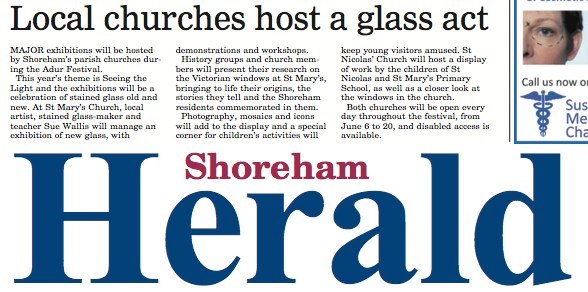 Local churches host a glass act
MAJOR exhibitions will be hosted
by Shoreham's parish churches dur-
ing the Adur Festival.
This year's theme is Seeing the
Light and the exhibitions will be a
celebration of stained glass old and
new. At St Mary's Church, local
artist, stained glass-maker and
teacher Sue Wallis will manage an
exhibition of new glass, with
demonstrations and workshops.
History groups and church mem-
bers will present their research on
the Victorian windows at St Mary's,
bringing to life their origins, the
stories they tell and the Shoreham
residents commemorated in them.
Photography, mosaics and icons
will add to the display and a special
corner for children's activities will
keep young visitors amused. St
Nicolas' Church will host a display
of work by the children of St
Nicolas and St Mary's Primary
School, as well as a closer look at
the windows in the church.
Both churches will be open every
day throughout the festival, from
June 6 to 20, and disabled access is
available.
Call us now o
Sus
Me
Cha
Shoreham
Herald